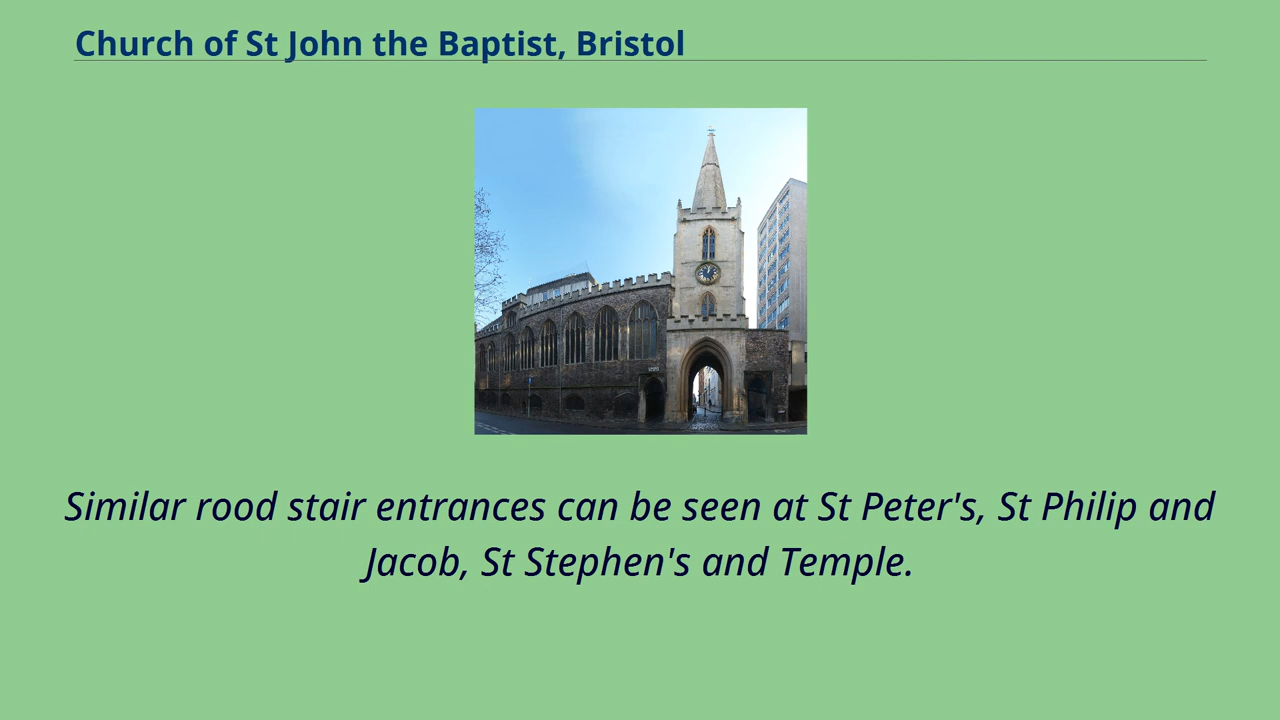 Church of St John the Baptist, Bristol
Similar rood stair entrances can be seen at St Peter's, St Philip and
Jacob, St Stephen's and Temple.